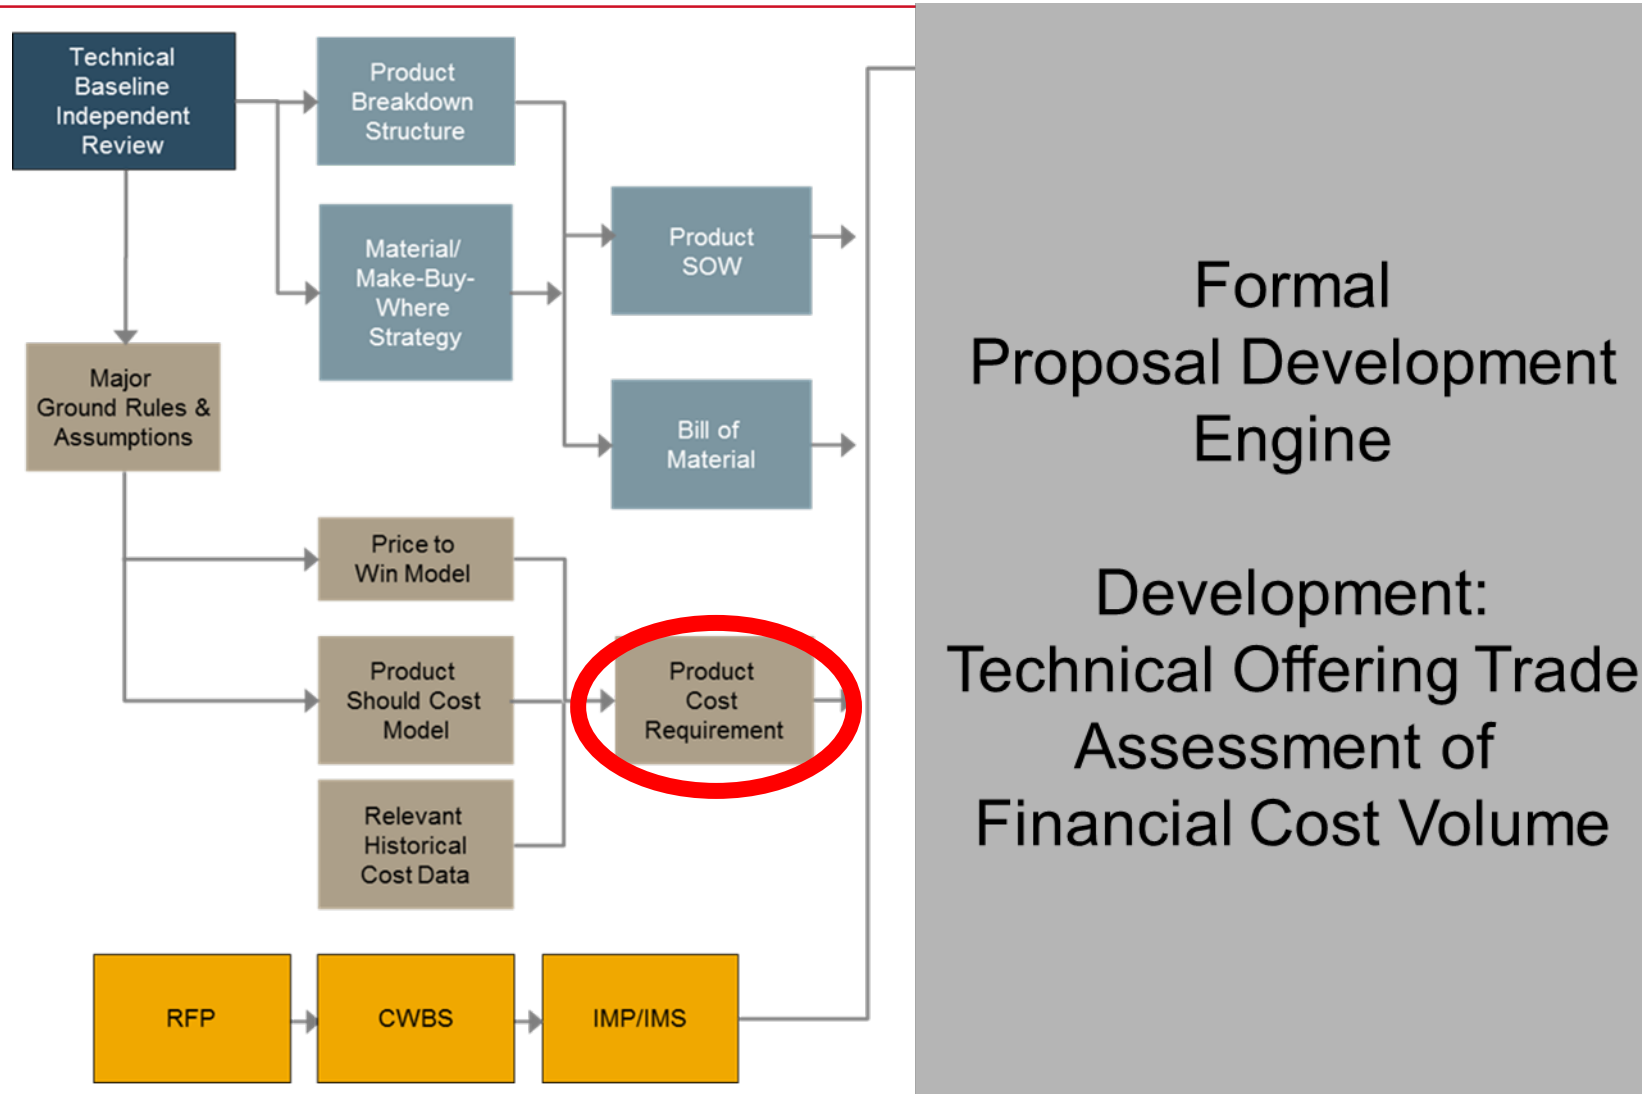 Technical
Baseline
Independent
Review
Product
Breakdown
Structure
Material/
Make-Buy-
Where
Strategy
Product
SOW
Bill of
Material
Major
Ground Rules &
Assumptions
Price to
Win Model
Product
Should Cost
Model
Relevant
Historical
Cost Data
Product
Cost
Requirement
RFP
CWBS
IMP/IMS
Formal
Proposal Development
Engine
Development:
Technical Offering Trade
Assessment of
Financial Cost Volume